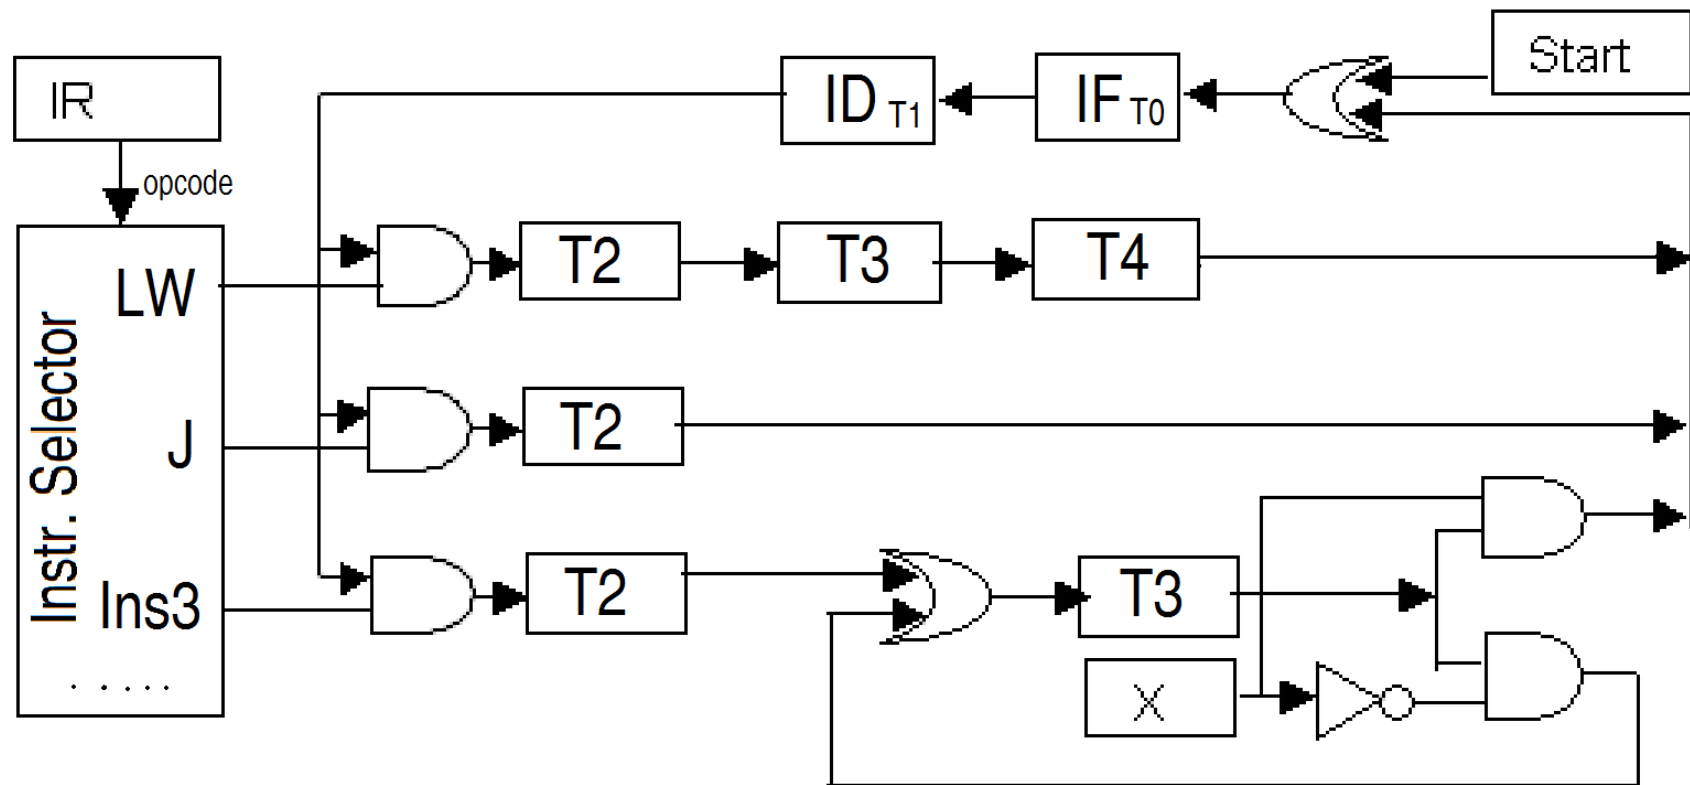 Start
IR
ID T1
IF T0
opcode
LW
T2
T3
T4
Instr. Selector
J
T2
Ins3
T2
T3
X
. . . . .